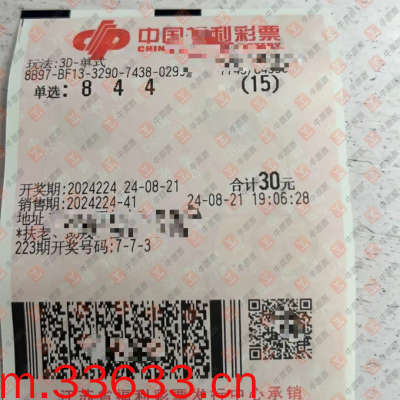 中国福利彩票
CHIN
玩法:3D-单式
8B97-BF13-3290-7438-029
单选: 8 4 4 (15)
开奖期:2024224 24-08-21 合计30元
销售期:2024224-41 24-08-21 19:06:28
地址
*扶老、
223期开奖号码:7-7-3
m.33633.cn